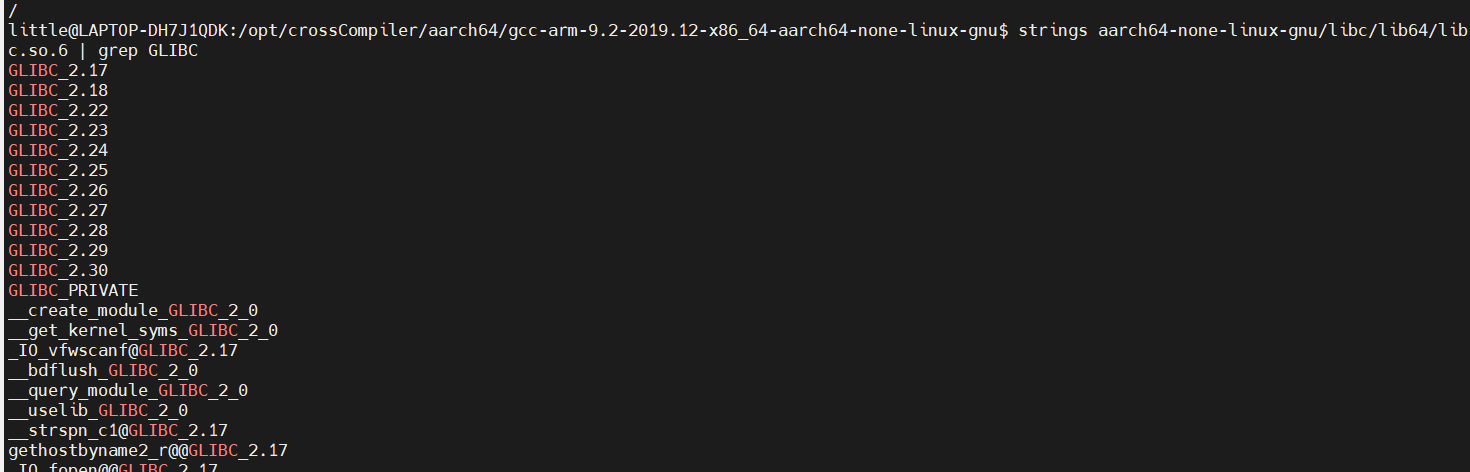 /
little@LAPTOP-DH7J1QDK:/opt/crossCompiler/aarch64/gcc-arm-9.2-2019.12-x86_64-aarch64-none-linux-gnu$ strings aarch64-none-linux-gnu/libc/lib64/lib
c.so.6 | grep GLIBC
GLIBC_2.17
GLIBC_2.18
GLIBC_2.22
GLIBC_2.23
GLIBC_2.24
GLIBC_2.25
GLIBC_2.26
GLIBC_2.27
GLIBC_2.28
GLIBC_2.29
GLIBC_2.30
GLIBC_PRIVATE
__create_module_GLIBC_2_0
__get_kernel_syms_GLIBC_2_0
_IO_vfwscanf@GLIBC_2.17
__bdflush_GLIBC_2_0
__query_module_GLIBC_2_0
__uselib_GLIBC_2_0
__strspn_c1@GLIBC_2.17
gethostbyname2_r@@GLIBC_2.17
_IO_fopen@@GLIBC_2.17